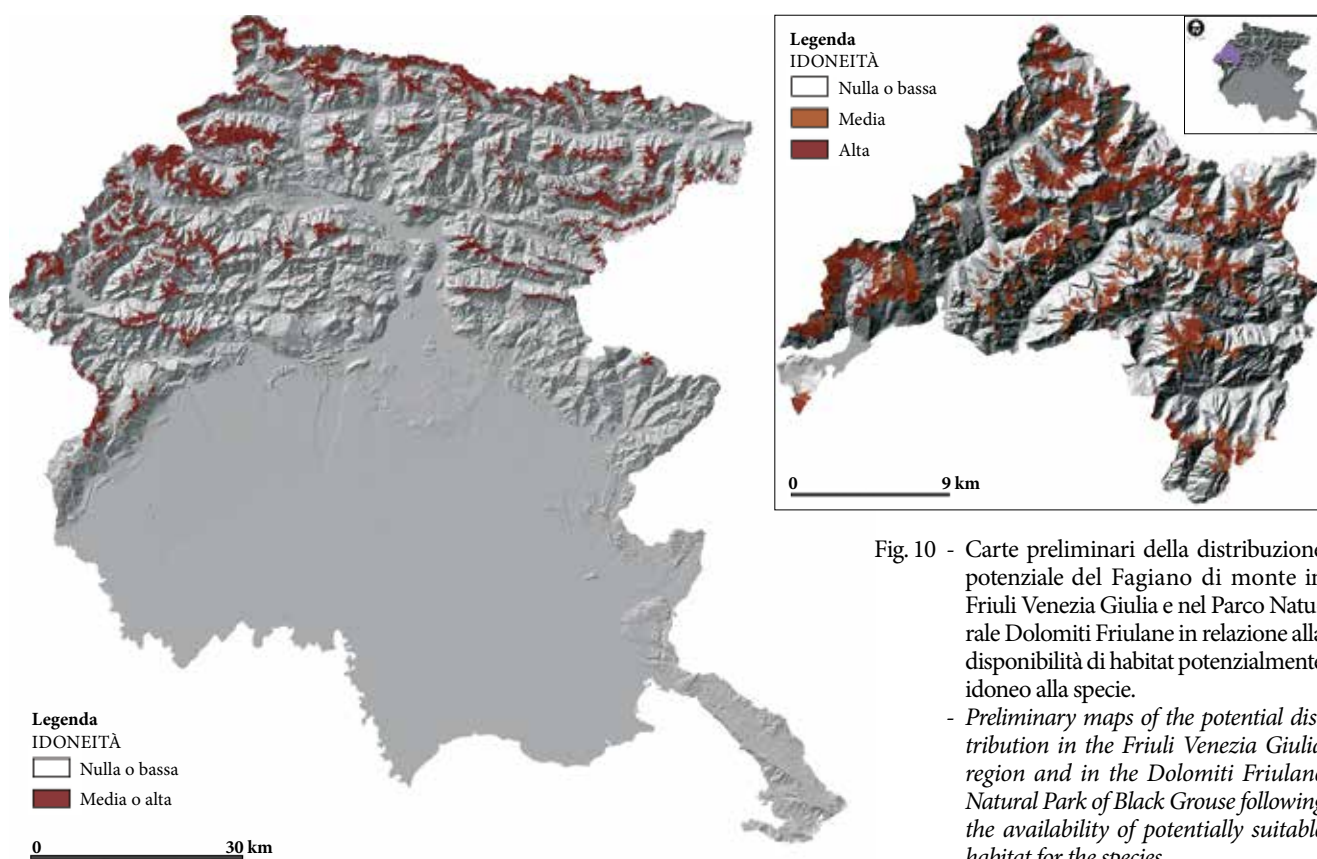 Legenda
IDONEITÀ
Nulla o bassa
Media
Alta
0 9 km
Legenda
IDONEITÀ
Nulla o bassa
Media o alta
0 30 km
Fig. 10 - Carte preliminari della distribuzione
potenziale del Fagiano di monte in
Friuli Venezia Giulia e nel Parco Natu
rale Dolomiti Friulane in relazione alla
disponibilità di habitat potenzialmente
idoneo alla specie.
- Preliminary maps of the potential dis
tribution in the Friuli Venezia Giulia
region and in the Dolomiti Friulane
Natural Park of Black Grouse following
the availability of potentially suitable
habitat for the species